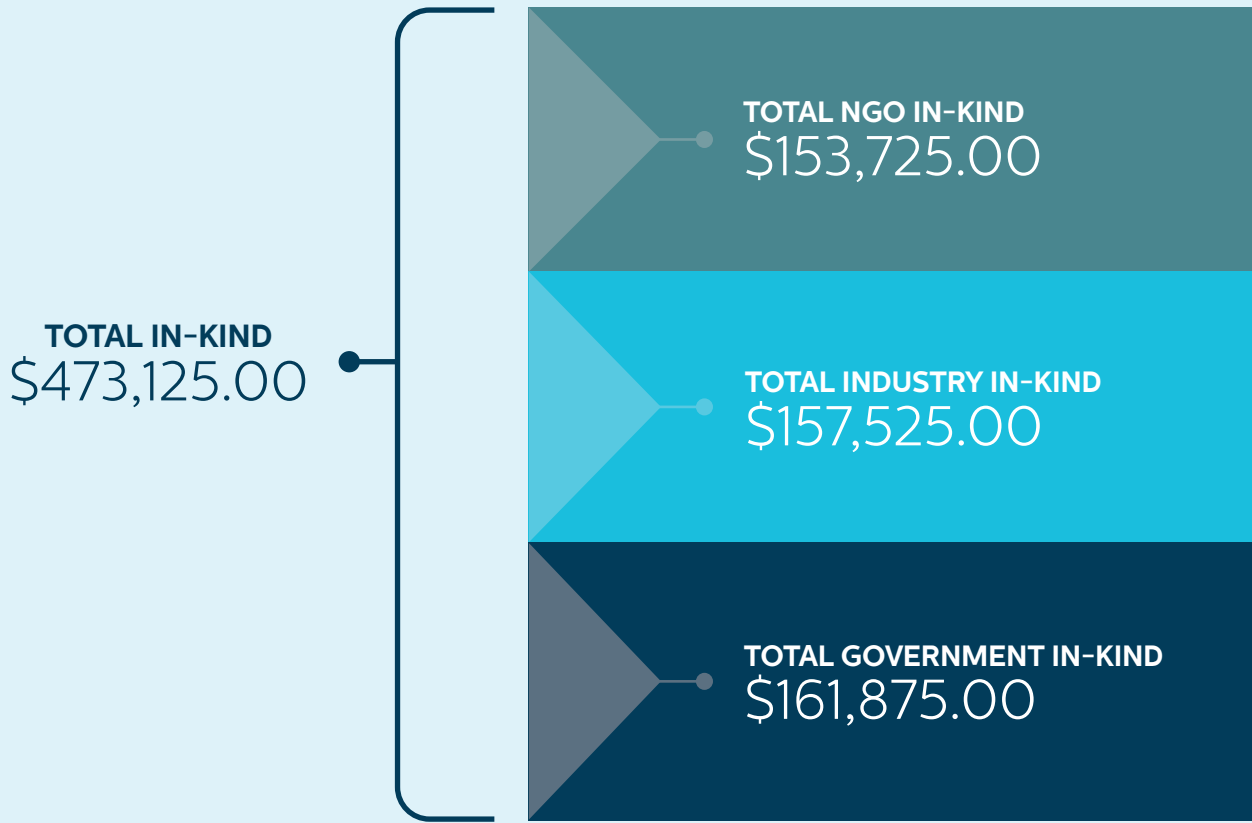 TOTAL IN-KIND
$473,125.00
TOTAL NGO IN-KIND
$153,725.00
TOTAL INDUSTRY IN-KIND
$157,525.00
TOTAL GOVERNMENT IN-KIND
$161,875.00